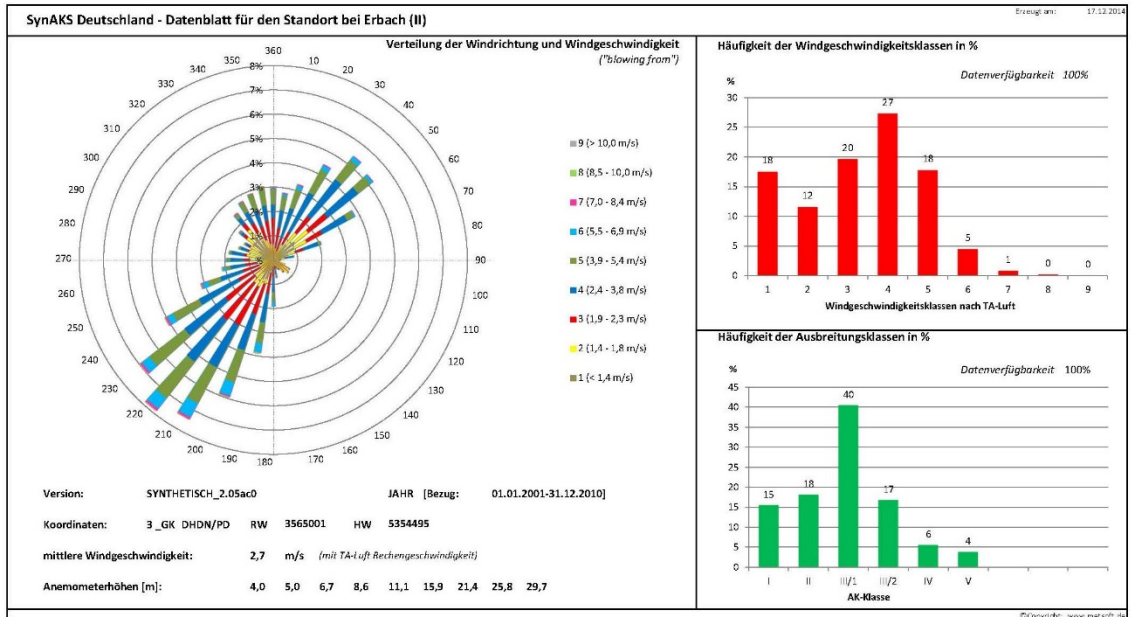 SynAKS Deutschland - Datenblatt für den Standort bei Erbach (II)
Erzeugt am: 17.12.2014
Verteilung der Windrichtung und Windgeschwindigkeit
("blowing from")
360
350 10
340 20
330 30
320 40
310 50
300 60
290 70
280 80
270 90
260 100
250 110
240 120
230 130
220 140
210 150
200 160
190 170
180
8%
7%
6%
5%
4%
3%
2%
1%
9 (> 10,0 m/s)
8 (8,5 - 10,0 m/s)
7 (7,0 - 8,4 m/s)
6 (5,5 - 6,9 m/s)
5 (3,9 - 5,4 m/s)
4 (2,4 - 3,8 m/s)
3 (1,9 - 2,3 m/s)
2 (1,4 - 1,8 m/s)
1 (< 1,4 m/s)
Version: SYNTHETISCH_2.05ac0 JAHR [Bezug: 01.01.2001-31.12.2010]
Koordinaten: 3 _GK DHDN/PD RW 3565001 HW 5354495
mittlere Windgeschwindigkeit: 2,7 m/s (mit TA-Luft Rechengeschwindigkeit)
Anemometerhöhen [m]: 4,0 5,0 6,7 8,6 11,1 15,9 21,4 25,8 29,7
Häufigkeit der Windgeschwindigkeitsklassen in %
Datenverfügbarkeit 100%
%
30
25
20
15
10
5
0
18 12 20 27 18 5 1 0 0
1 2 3 4 5 6 7 8 9
Windgeschwindigkeitsklassen nach TA-Luft
Häufigkeit der Ausbreitungsklassen in %
Datenverfügbarkeit 100%
%
45
40
35
30
25
20
15
10
5
0
15 18 40 17 6 4
I II III/1 III/2 IV V
AK-Klasse
©Copyright: www.metsoft.de